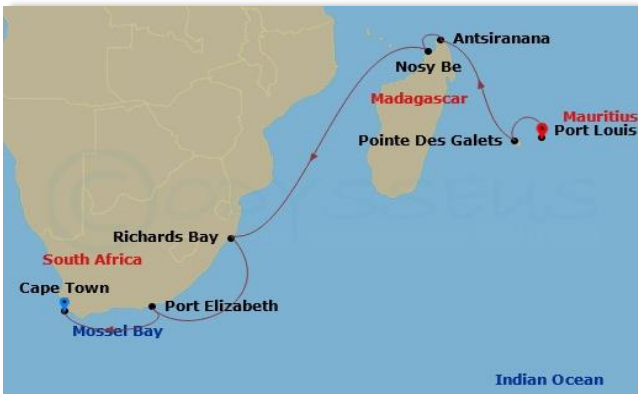 Antsiranana
Nosy Be
Madagascar
Mauritius
Port Louis
Pointe Des Galets
©ODYSSEUS
Richards Bay
South Africa
Cape Town
Port Elizabeth
Mossel Bay
Indian Ocean